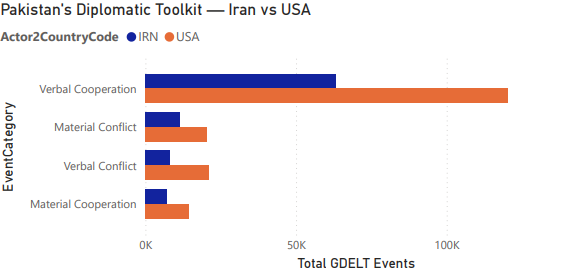 Pakistan's Diplomatic Toolkit — Iran vs USA
Actor2CountryCode IRN USA
Verbal Cooperation
Material Conflict
Verbal Conflict
Material Cooperation
EventCategory
0K 50K 100K
Total GDELT Events